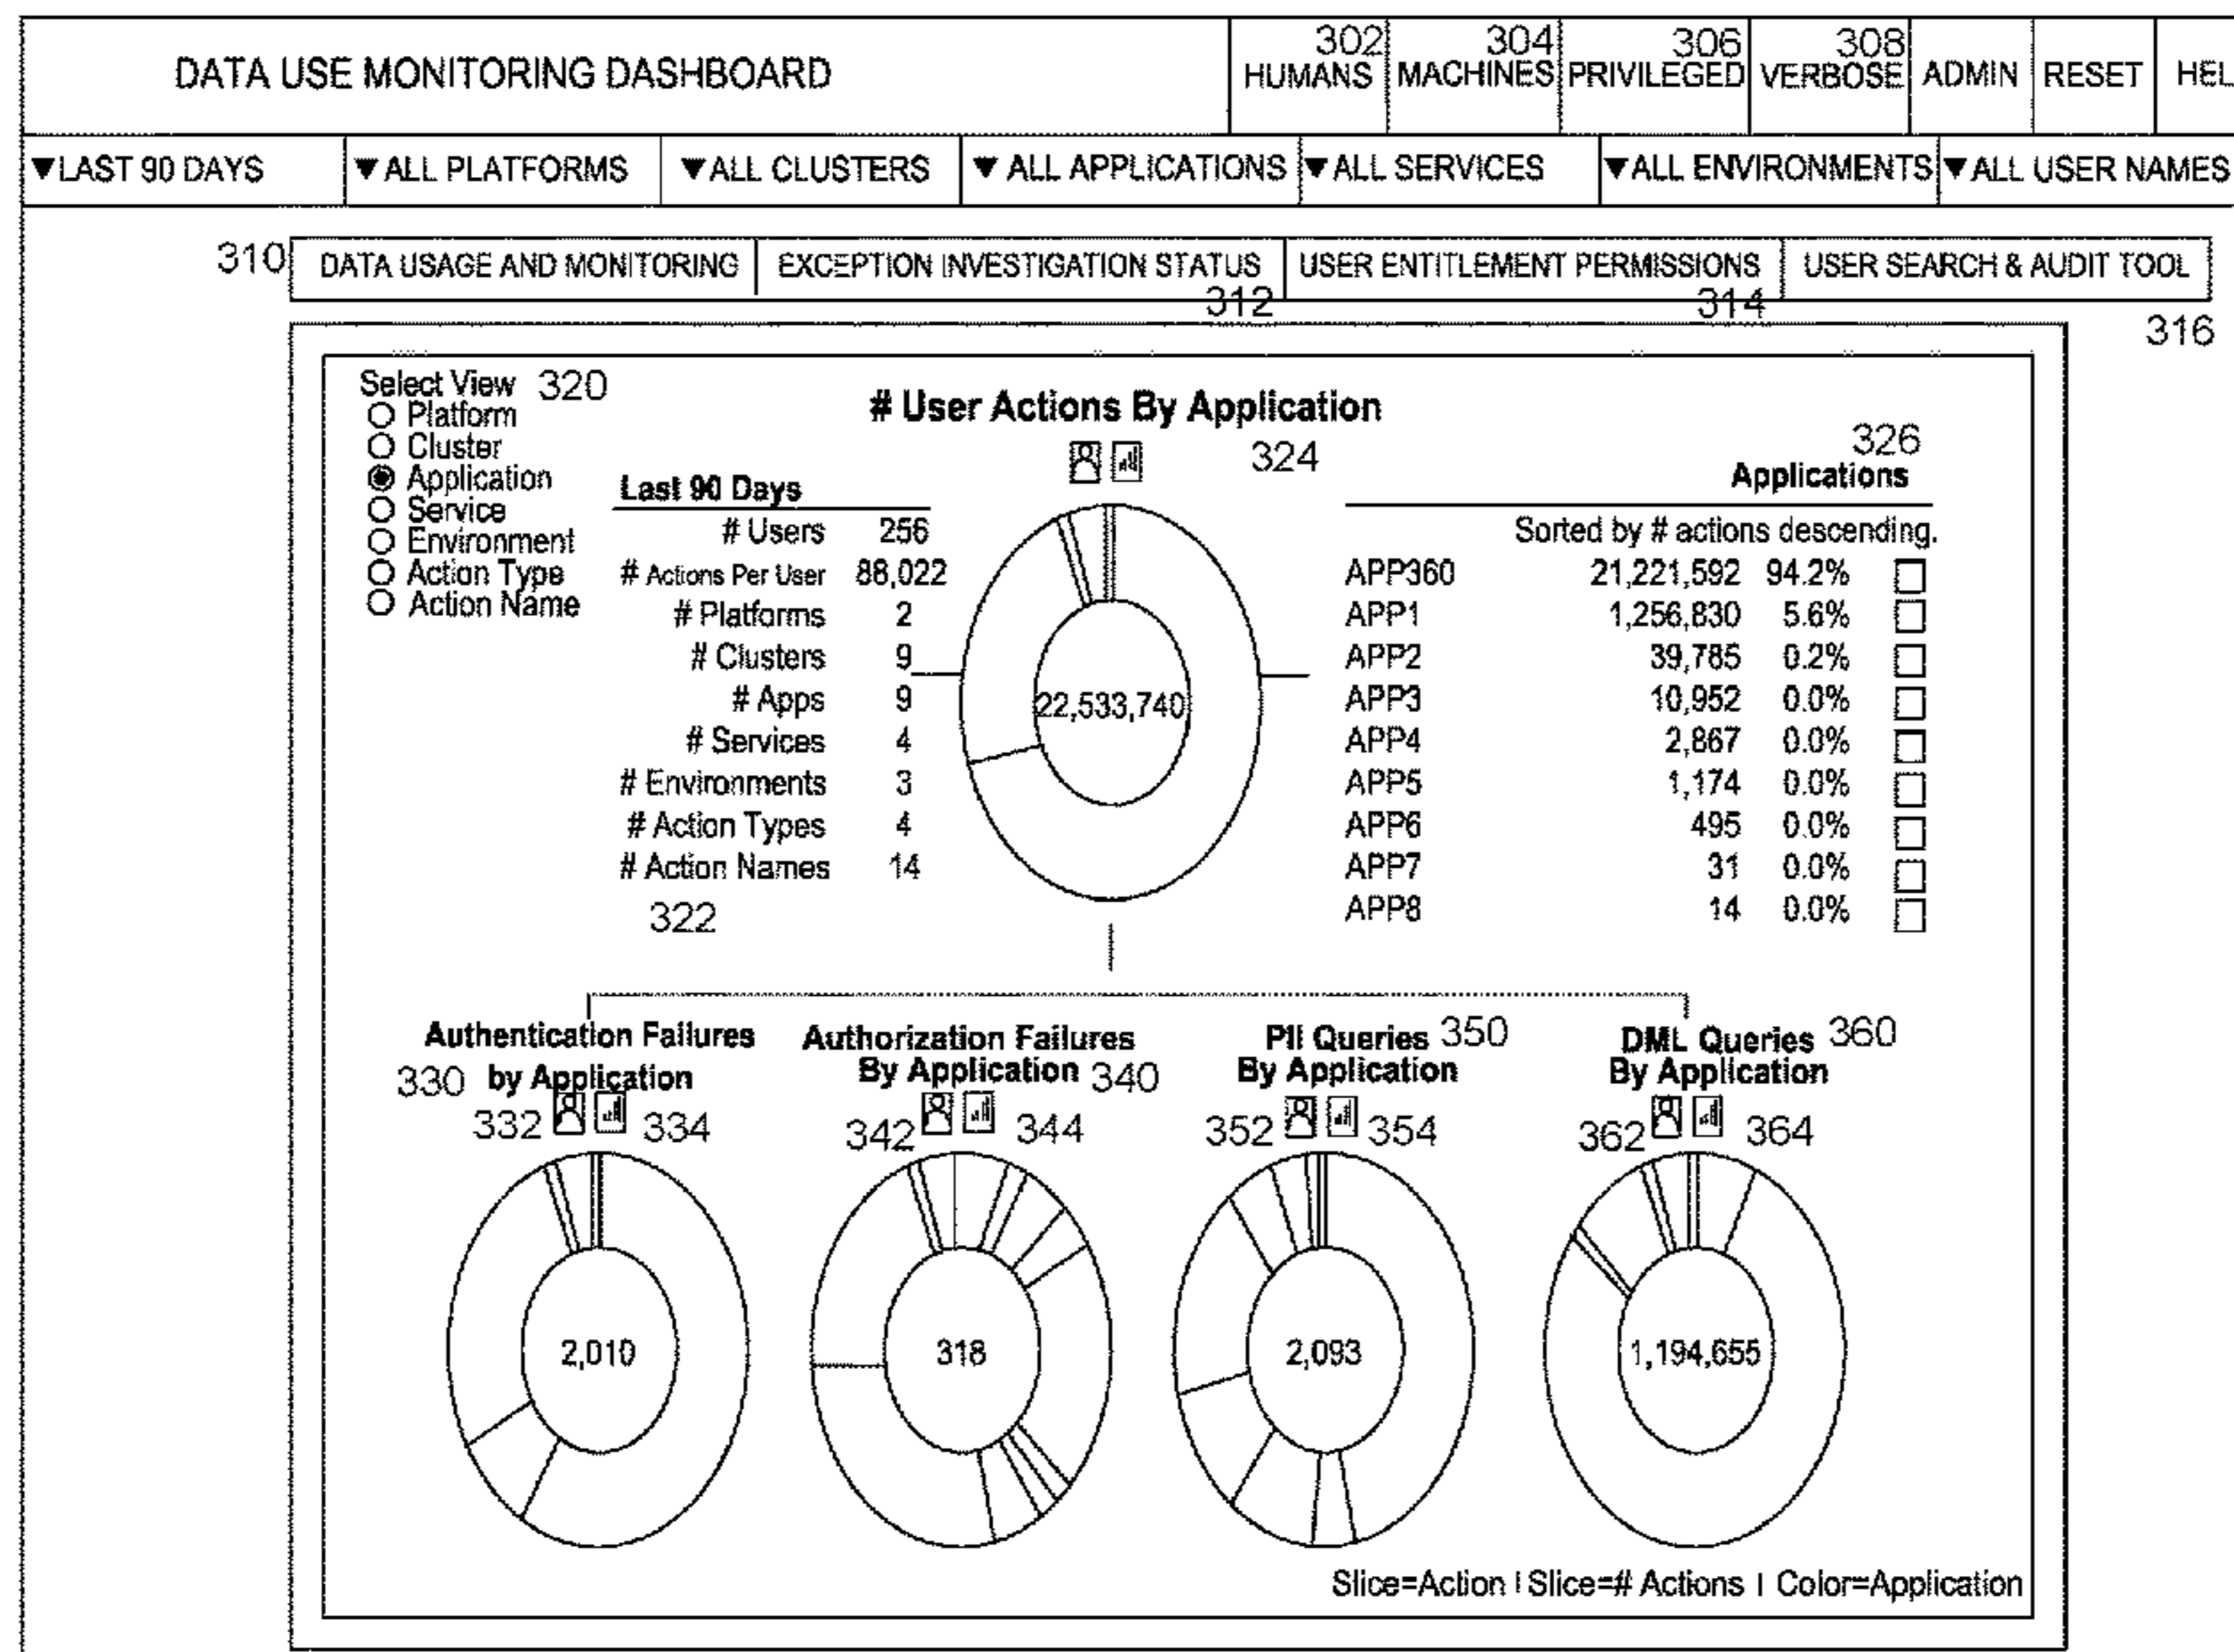 DATA USE MONITORING DASHBOARD
302 HUMANS
304 MACHINES
306 PRIVILEGED
308 VERBOSE
ADMIN
RESET
HEL
▼LAST 90 DAYS
▼ALL PLATFORMS
▼ALL CLUSTERS
▼ ALL APPLICATIONS
▼ALL SERVICES
▼ALL ENVIRONMENTS
▼ALL USER NAMES
310
DATA USAGE AND MONITORING
EXCEPTION INVESTIGATION STATUS
312
USER ENTITLEMENT PERMISSIONS
314
USER SEARCH & AUDIT TOOL
316
Select View 320
Platform
Cluster
Application
Service
Environment
Action Type
Action Name
# User Actions By Application
324
Last 90 Days
# Users 256
# Actions Per User 88,022
# Platforms 2
# Clusters 9
# Apps 9
# Services 4
# Environments 3
# Action Types 4
# Action Names 14
322
22,533,740
326
Applications
Sorted by # actions descending.
APP360 21,221,592 94.2%
APP1 1,256,830 5.6%
APP2 39,785 0.2%
APP3 10,952 0.0%
APP4 2,867 0.0%
APP5 1,174 0.0%
APP6 495 0.0%
APP7 31 0.0%
APP8 14 0.0%
Authentication Failures
330 by Application
332 334
2,010
Authorization Failures
By Application 340
342 344
318
PII Queries 350
By Application
352 354
2,093
DML Queries 360
By Application
362 364
1,194,655
Slice=Action | Slice=# Actions | Color=Application